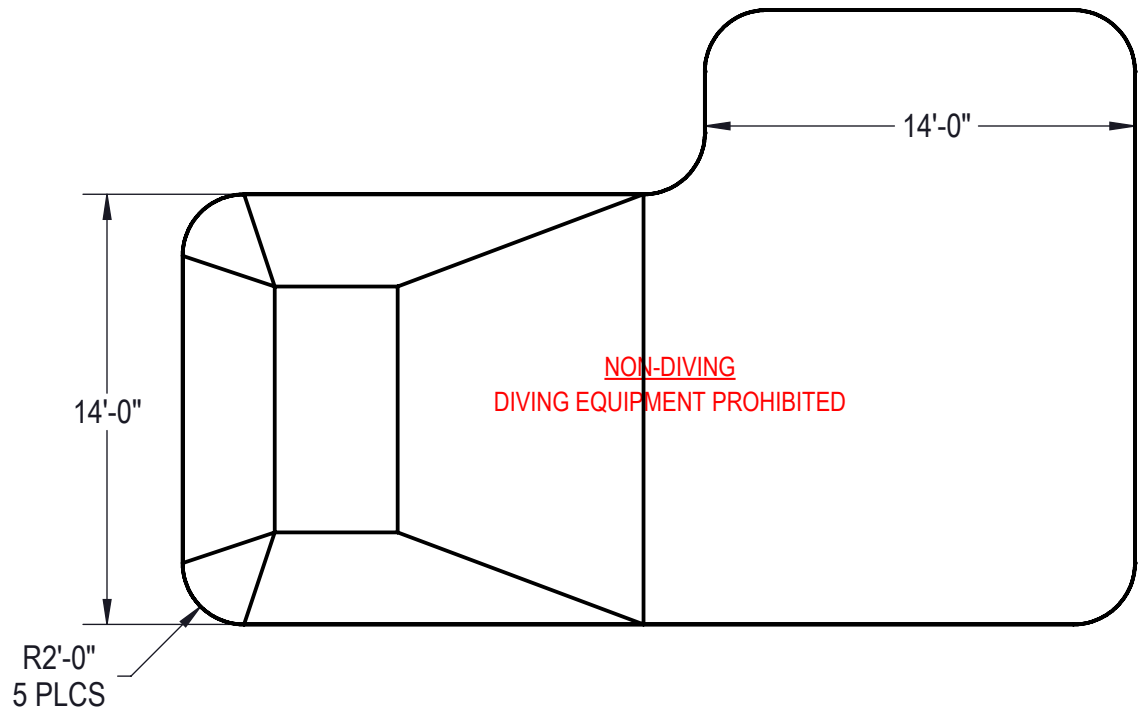 14'-0"
NON-DIVING
DIVING EQUIPMENT PROHIBITED
14'-0"
R2'-0"
5 PLCS